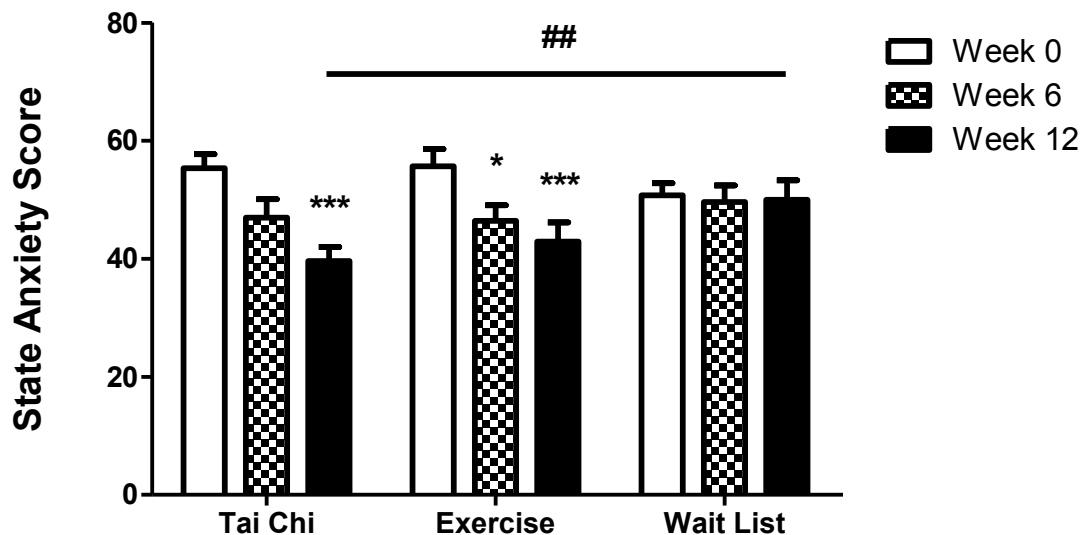 80
60
40
20
0
State Anxiety Score
##
***
*
***
Tai Chi
Exercise
Wait List
Week 0
Week 6
Week 12